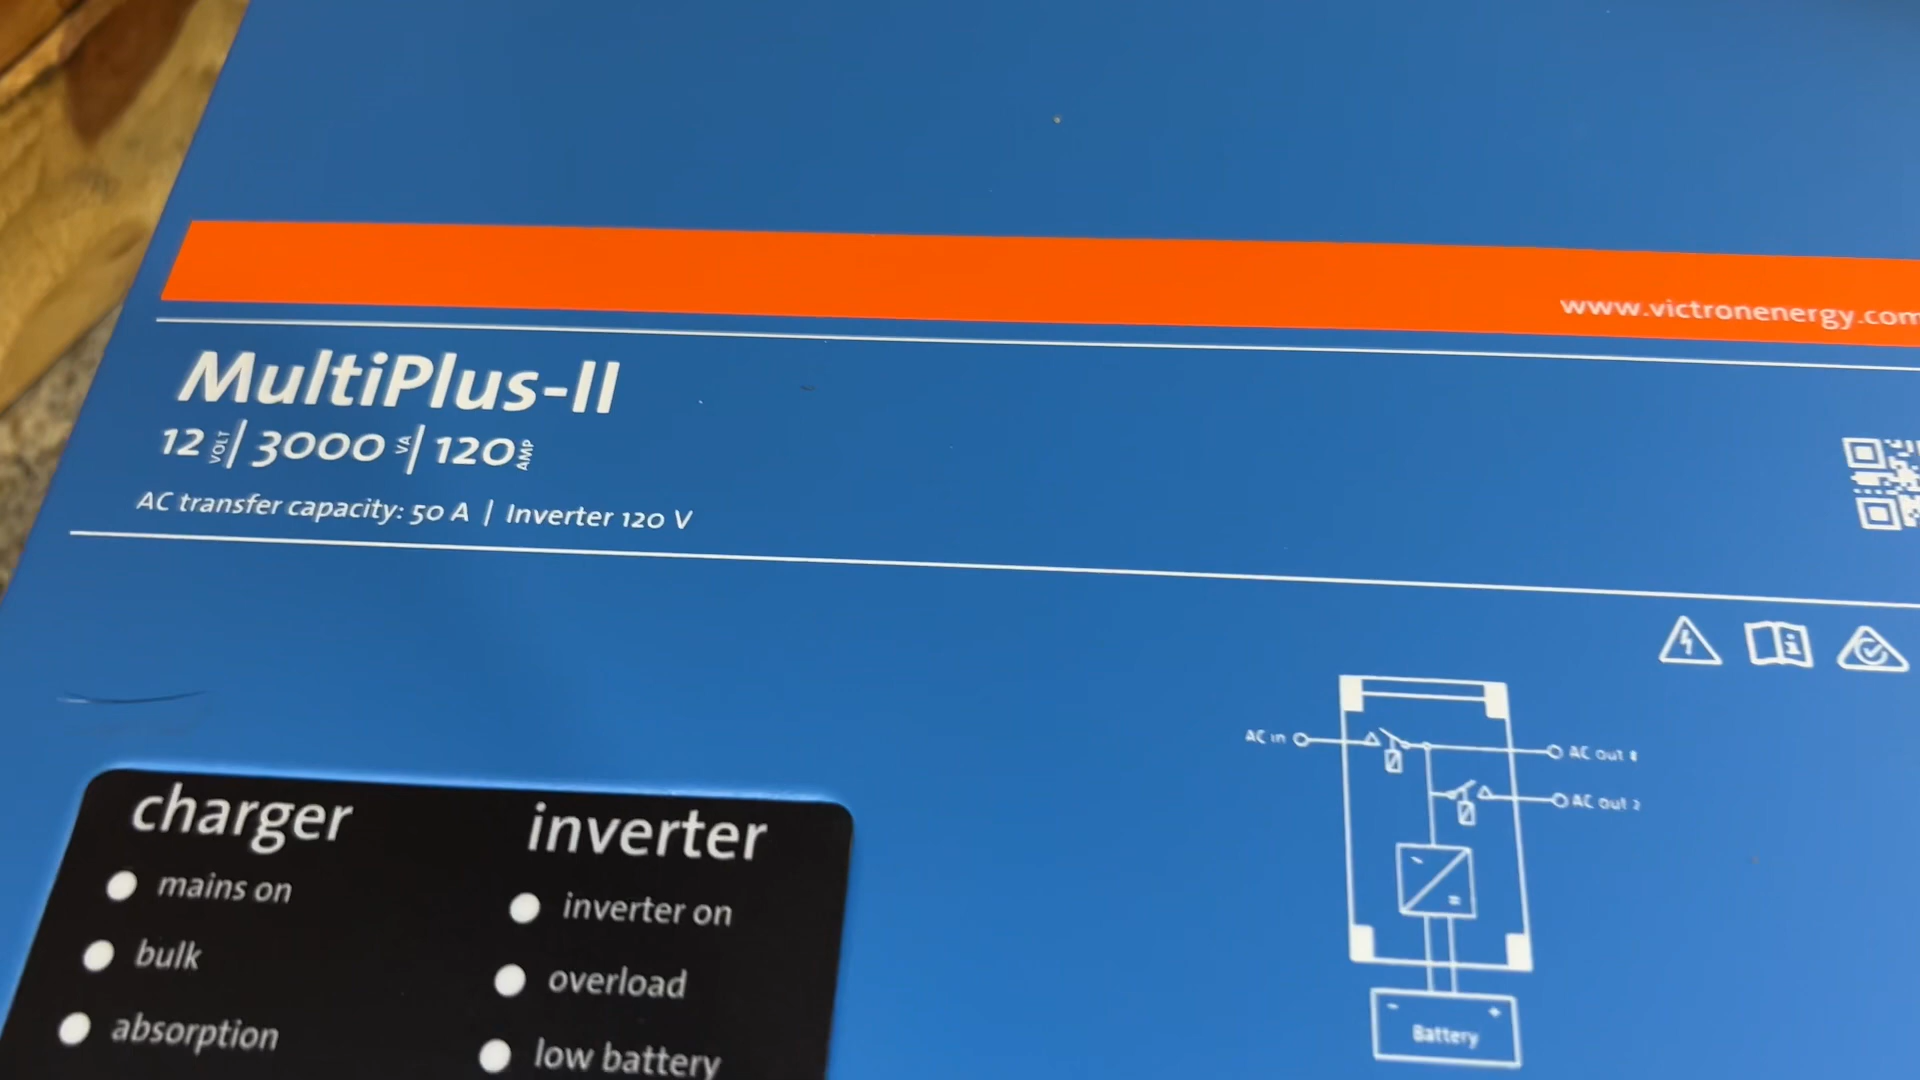 www.victronenergy.com
MultiPlus-II
12 VOLT | 3000 VA | 120 AMP
AC transfer capacity: 50 A | Inverter 120 V
AC in
AC out 1
AC out 2
Battery
charger
mains on
bulk
absorption
inverter
inverter on
overload
low battery